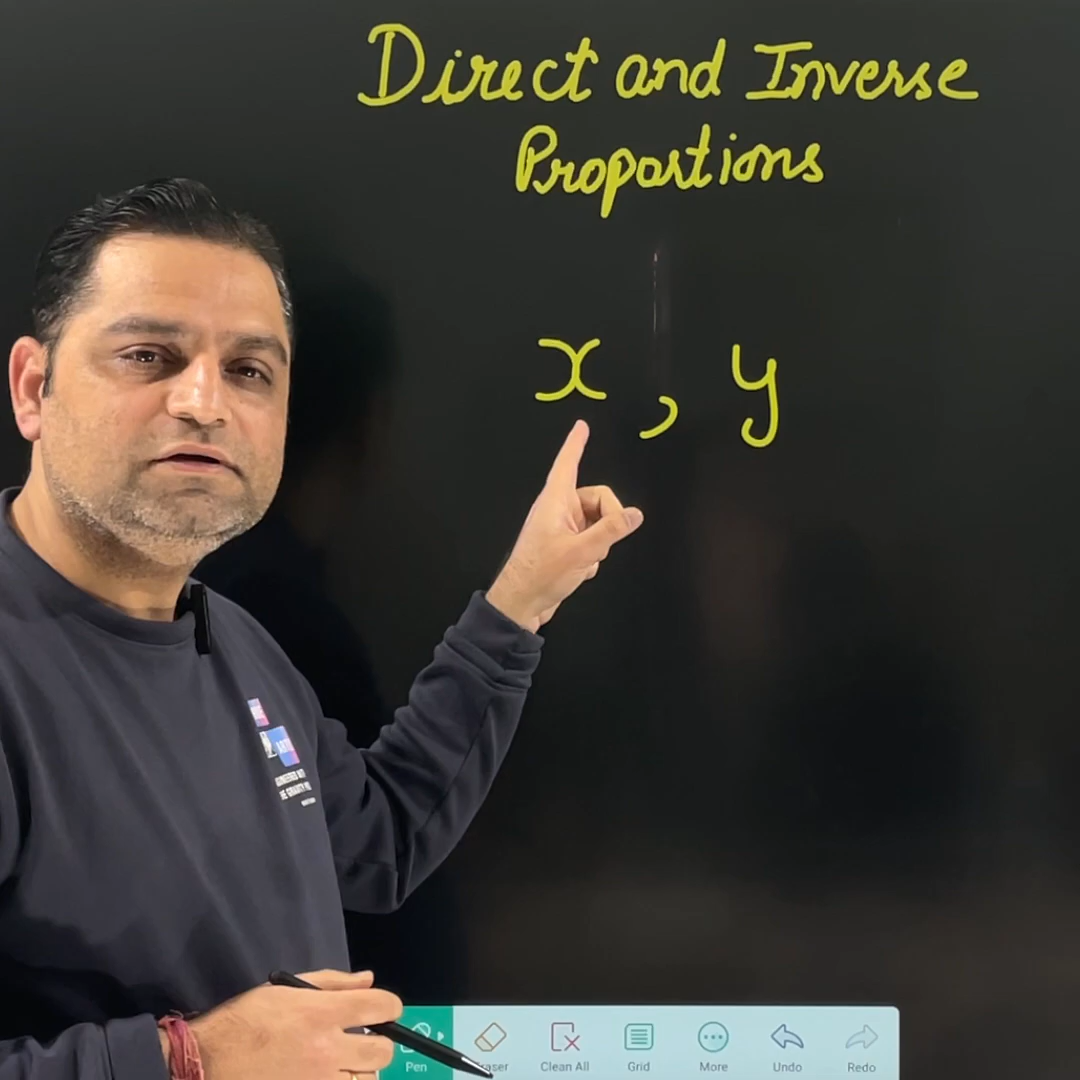 Direct and Inverse
Proportions
x , y
Pen
Eraser
Clean All
Grid
More
Undo
Redo